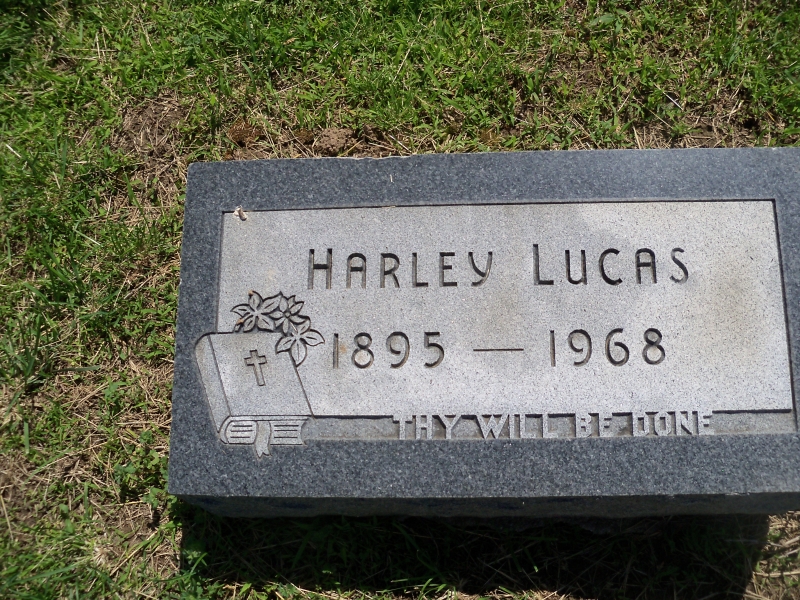 HARLEY LUCAS
1895 — 1968
THY WILL BE DONE